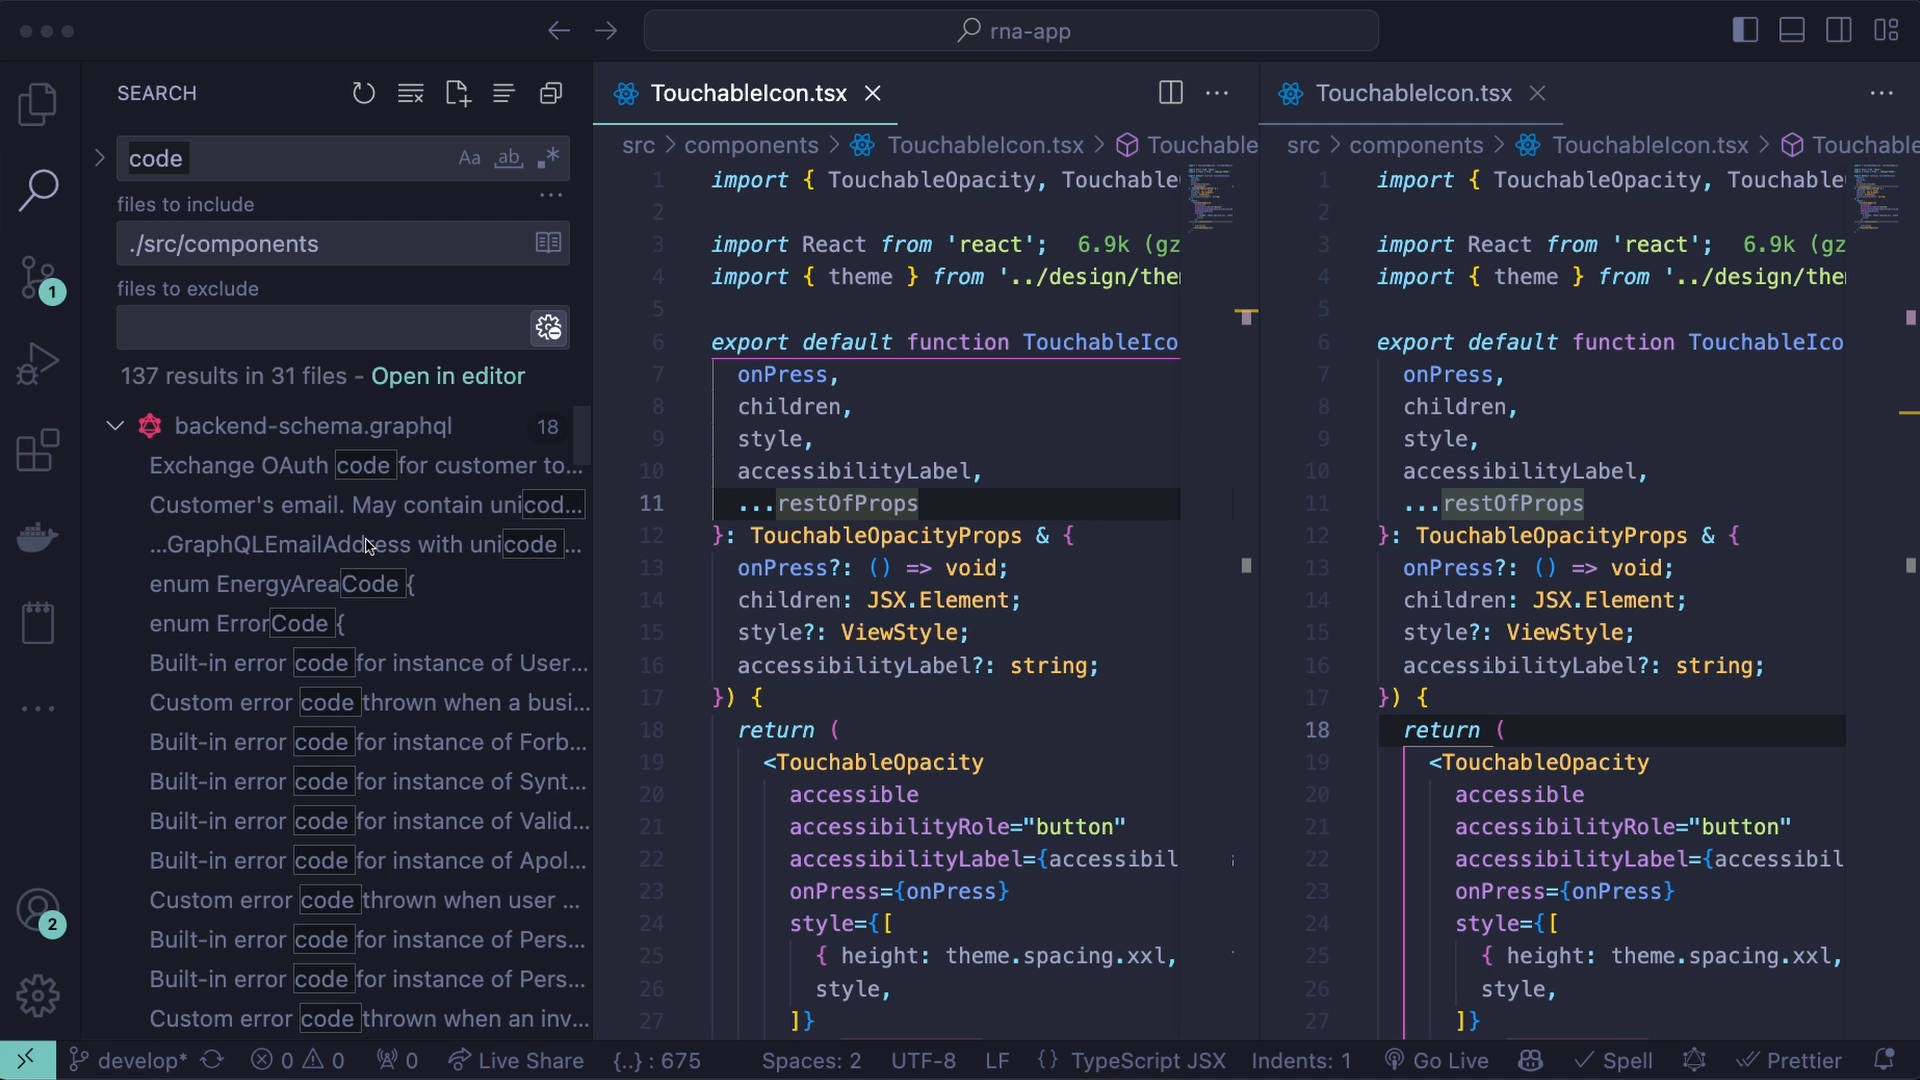 rna-app
SEARCH
code
Aa ab
files to include
./src/components
files to exclude
137 results in 31 files - Open in editor
backend-schema.graphql 18
Exchange OAuth code for customer to...
Customer's email. May contain unicod...
...GraphQLEmailAddress with unicode ...
enum EnergyAreaCode {
enum ErrorCode {
Built-in error code for instance of User...
Custom error code thrown when a busi...
Built-in error code for instance of Forb...
Built-in error code for instance of Synt...
Built-in error code for instance of Valid...
Built-in error code for instance of Apol...
Custom error code thrown when user ...
Built-in error code for instance of Pers...
Built-in error code for instance of Pers...
Custom error code thrown when an inv...
1
2
TouchableIcon.tsx
src > components > TouchableIcon.tsx > Touchable
1 import { TouchableOpacity, Touchable
2
3 import React from 'react'; 6.9k (gz
4 import { theme } from '../design/the
5
6 export default function TouchableIco
7 onPress,
8 children,
9 style,
10 accessibilityLabel,
11 ...restOfProps
12 }: TouchableOpacityProps & {
13 onPress?: () => void;
14 children: JSX.Element;
15 style?: ViewStyle;
16 accessibilityLabel?: string;
17 }) {
18 return (
19 <TouchableOpacity
20 accessible
21 accessibilityRole="button"
22 accessibilityLabel={accessibil
23 onPress={onPress}
24 style={[
25 { height: theme.spacing.xxl,
26 style,
27 ]}
TouchableIcon.tsx
src > components > TouchableIcon.tsx > Touchable
1 import { TouchableOpacity, Touchable
2
3 import React from 'react'; 6.9k (gz
4 import { theme } from '../design/the
5
6 export default function TouchableIco
7 onPress,
8 children,
9 style,
10 accessibilityLabel,
11 ...restOfProps
12 }: TouchableOpacityProps & {
13 onPress?: () => void;
14 children: JSX.Element;
15 style?: ViewStyle;
16 accessibilityLabel?: string;
17 }) {
18 return (
19 <TouchableOpacity
20 accessible
21 accessibilityRole="button"
22 accessibilityLabel={accessibil
23 onPress={onPress}
24 style={[
25 { height: theme.spacing.xxl,
26 style,
27 ]}
develop* 0 0 0 Live Share {..} : 675 Spaces: 2 UTF-8 LF {} TypeScript JSX Indents: 1 Go Live Spell Prettier